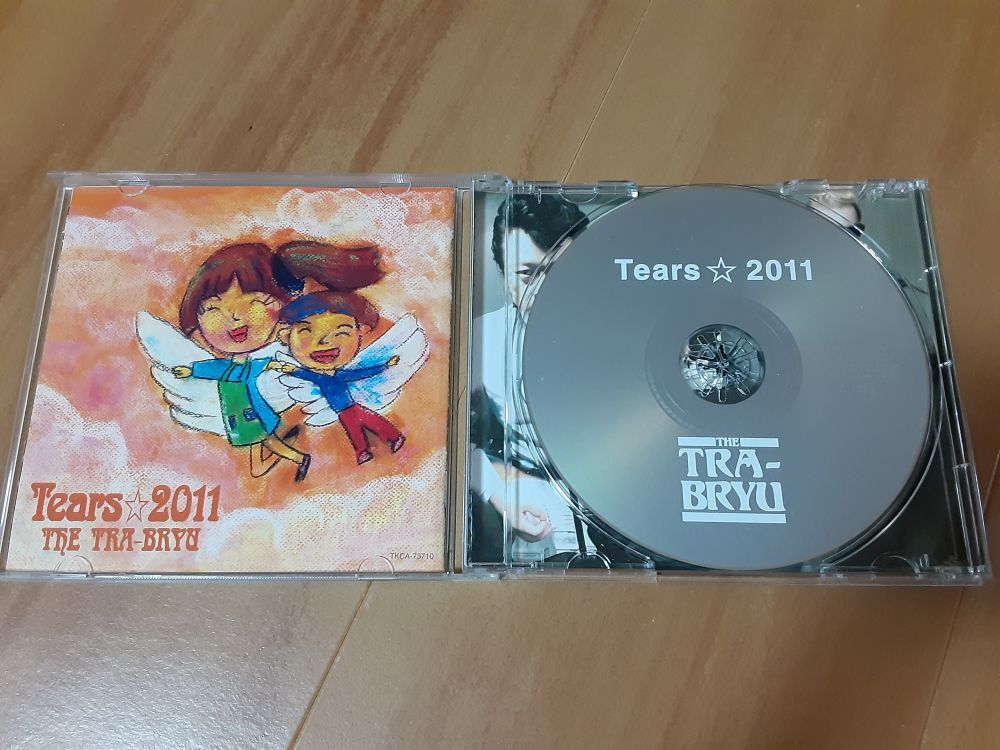 Tears☆2011
THE TRA-BRYU
TKCA-73710
Tears ☆ 2011
THE
TRA-
BRYU